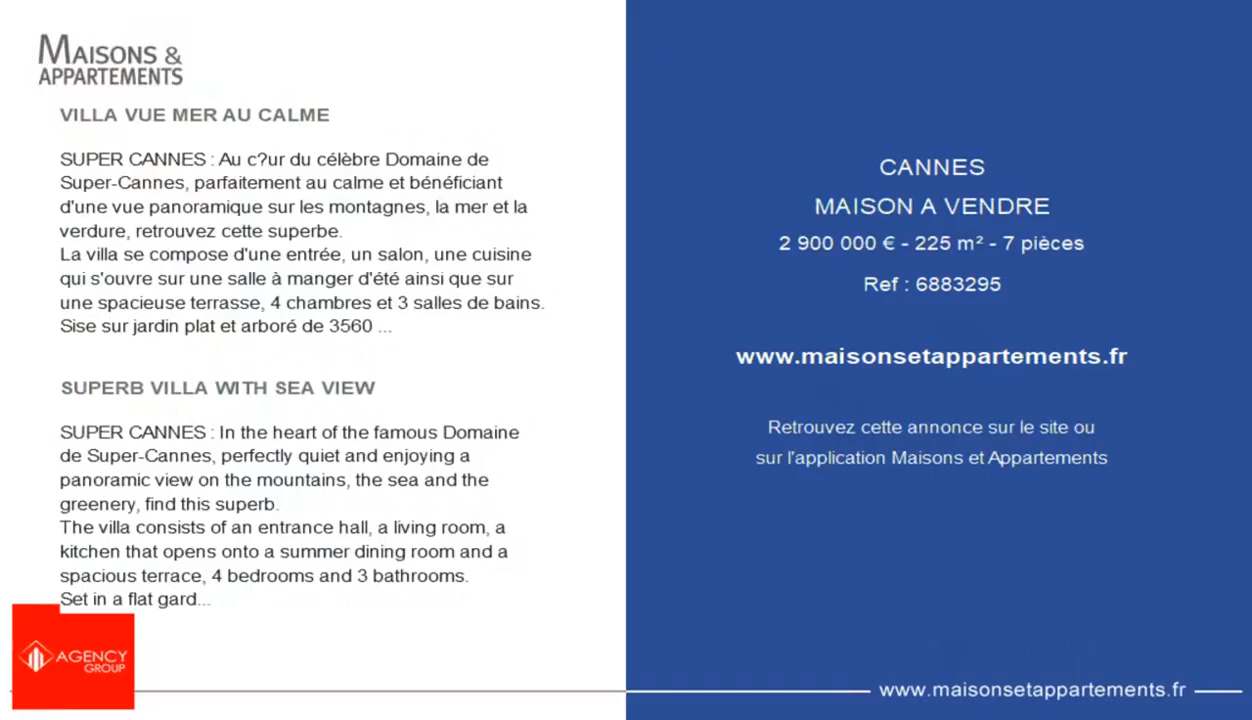 MAISONS &
APPARTEMENTS
VILLA VUE MER AU CALME
SUPER CANNES : Au c?ur du célèbre Domaine de
Super-Cannes, parfaitement au calme et bénéficiant
d'une vue panoramique sur les montagnes, la mer et la
verdure, retrouvez cette superbe.
La villa se compose d'une entrée, un salon, une cuisine
qui s'ouvre sur une salle à manger d'été ainsi que sur
une spacieuse terrasse, 4 chambres et 3 salles de bains.
Sise sur jardin plat et arboré de 3560 ...
SUPERB VILLA WITH SEA VIEW
SUPER CANNES : In the heart of the famous Domaine
de Super-Cannes, perfectly quiet and enjoying a
panoramic view on the mountains, the sea and the
greenery, find this superb.
The villa consists of an entrance hall, a living room, a
kitchen that opens onto a summer dining room and a
spacious terrace, 4 bedrooms and 3 bathrooms.
Set in a flat gard...
AGENCY
GROUP
CANNES
MAISON A VENDRE
2 900 000 € - 225 m² - 7 pièces
Ref : 6883295
www.maisonsetappartements.fr
Retrouvez cette annonce sur le site ou
sur l'application Maisons et Appartements
www.maisonsetappartements.fr